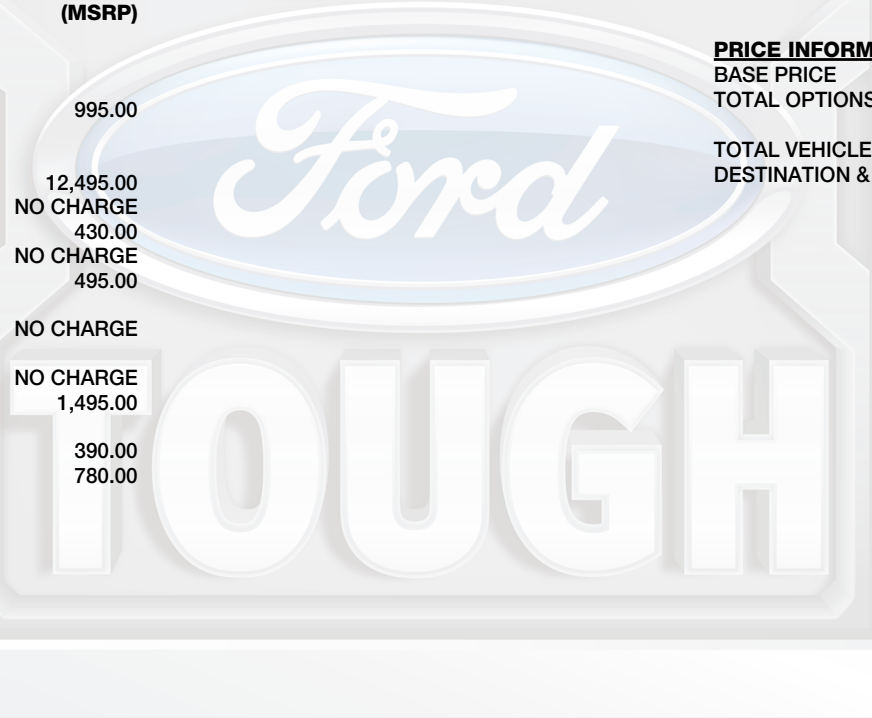 (MSRP)
995.00
12,495.00
NO CHARGE
430.00
NO CHARGE
495.00
NO CHARGE
NO CHARGE
1,495.00
390.00
780.00
PRICE INFORM
BASE PRICE
TOTAL OPTIONS
TOTAL VEHICLE
DESTINATION &
Ford
TOUGH